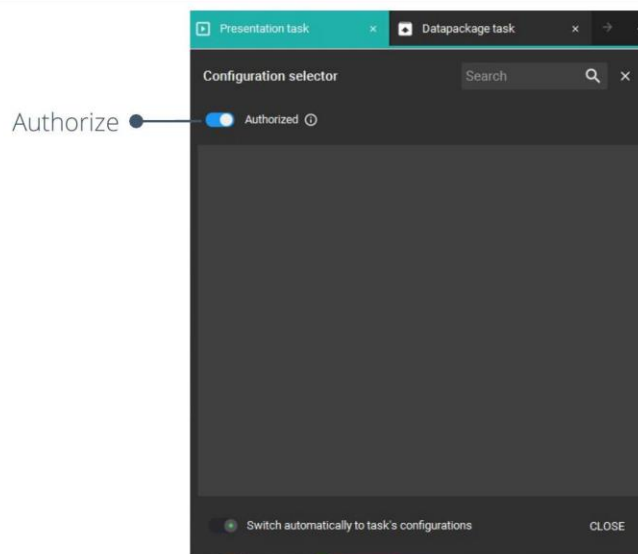 Presentation task
Datapackage task
Configuration selector
Search
Authorize
Authorized
Switch automatically to task's configurations
CLOSE